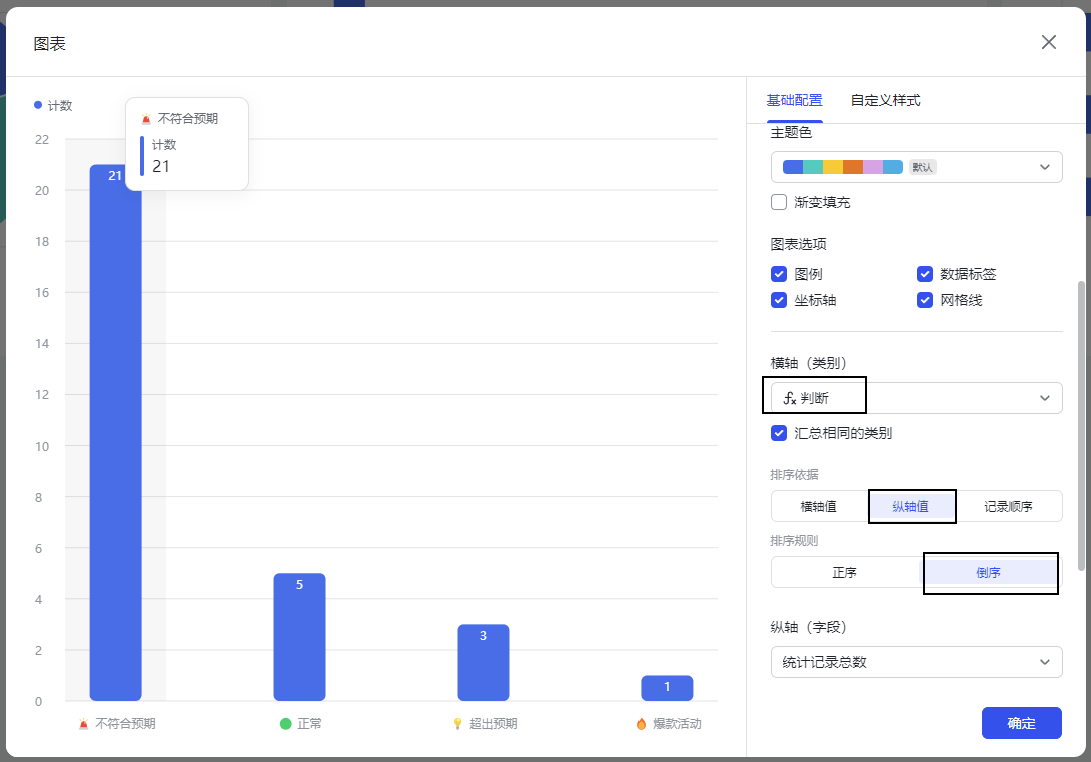 图表
计数
🚨 不符合预期
计数
21
22
20
18
16
14
12
10
8
6
4
2
0
21
5
3
1
🚨 不符合预期
🟢 正常
💡 超出预期
🔥 爆款活动
基础配置 自定义样式
主题色
默认
渐变填充
图表选项
图例 数据标签
坐标轴 网格线
横轴（类别）
fx 判断
汇总相同的类别
排序依据
横轴值 纵轴值 记录顺序
排序规则
正序 倒序
纵轴（字段）
统计记录总数
确定